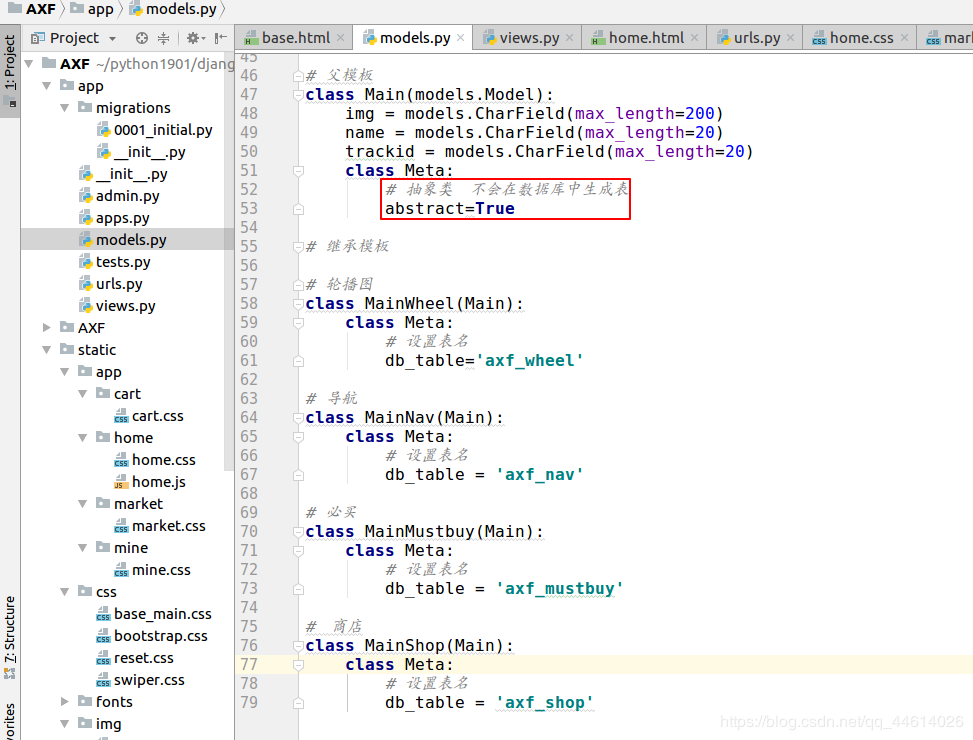 AXF app models.py
1: Project
Project
base.html models.py views.py home.html urls.py home.css
AXF ~/python1901/djang
app
migrations
0001_initial.py
__init__.py
__init__.py
admin.py
apps.py
models.py
tests.py
urls.py
views.py
AXF
static
app
cart
cart.css
home
home.css
home.js
market
market.css
mine
mine.css
css
base_main.css
bootstrap.css
reset.css
swiper.css
fonts
img
7: Structure
45
46 # 父模板
47 class Main(models.Model):
48 img = models.CharField(max_length=200)
49 name = models.CharField(max_length=20)
50 trackid = models.CharField(max_length=20)
51 class Meta:
52 # 抽象类 不会在数据库中生成表
53 abstract=True
54
55 # 继承模板
56
57 # 轮播图
58 class MainWheel(Main):
59 class Meta:
60 # 设置表名
61 db_table='axf_wheel'
62
63 # 导航
64 class MainNav(Main):
65 class Meta:
66 # 设置表名
67 db_table = 'axf_nav'
68
69 # 必买
70 class MainMustbuy(Main):
71 class Meta:
72 # 设置表名
73 db_table = 'axf_mustbuy'
74
75 # 商店
76 class MainShop(Main):
77 class Meta:
78 # 设置表名
79 db_table = 'axf_shop'
https://blog.csdn.net/qq_44614026